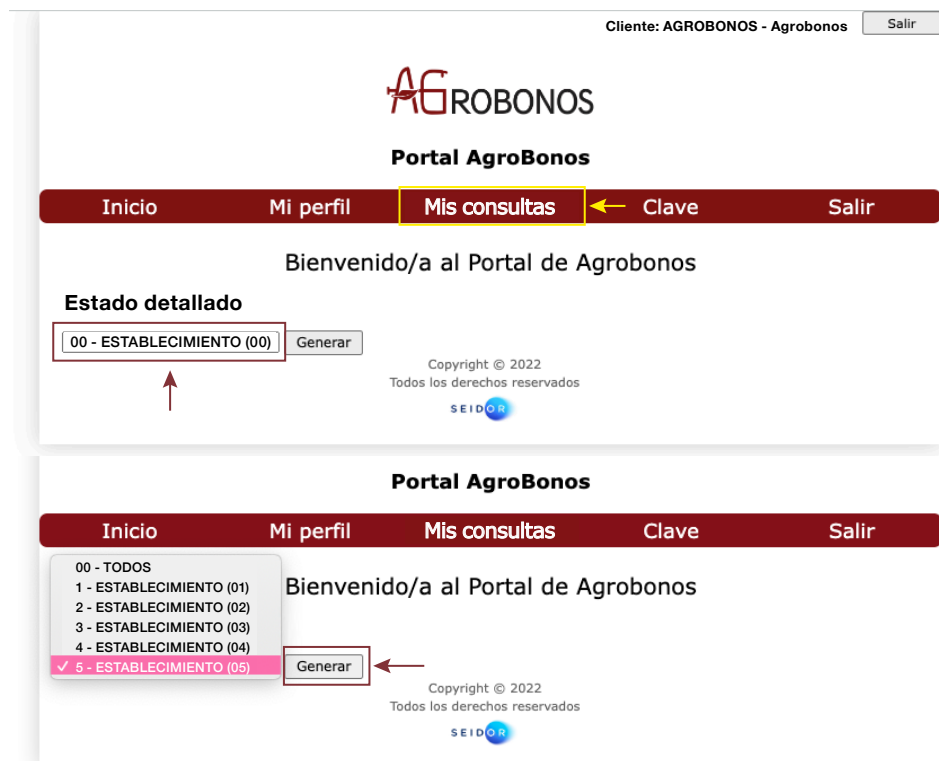 Cliente: AGROBONOS - Agrobonos Salir
AGROBONOS
Portal AgroBonos
Inicio Mi perfil Mis consultas Clave Salir
Bienvenido/a al Portal de Agrobonos
Estado detallado
00 - ESTABLECIMIENTO (00) Generar
Copyright © 2022
Todos los derechos reservados
SEIDOR
Portal AgroBonos
Inicio Mi perfil Mis consultas Clave Salir
00 - TODOS
1 - ESTABLECIMIENTO (01)
Bienvenido/a al Portal de Agrobonos
2 - ESTABLECIMIENTO (02)
3 - ESTABLECIMIENTO (03)
4 - ESTABLECIMIENTO (04)
✓ 5 - ESTABLECIMIENTO (05) Generar
Copyright © 2022
Todos los derechos reservados
SEIDOR